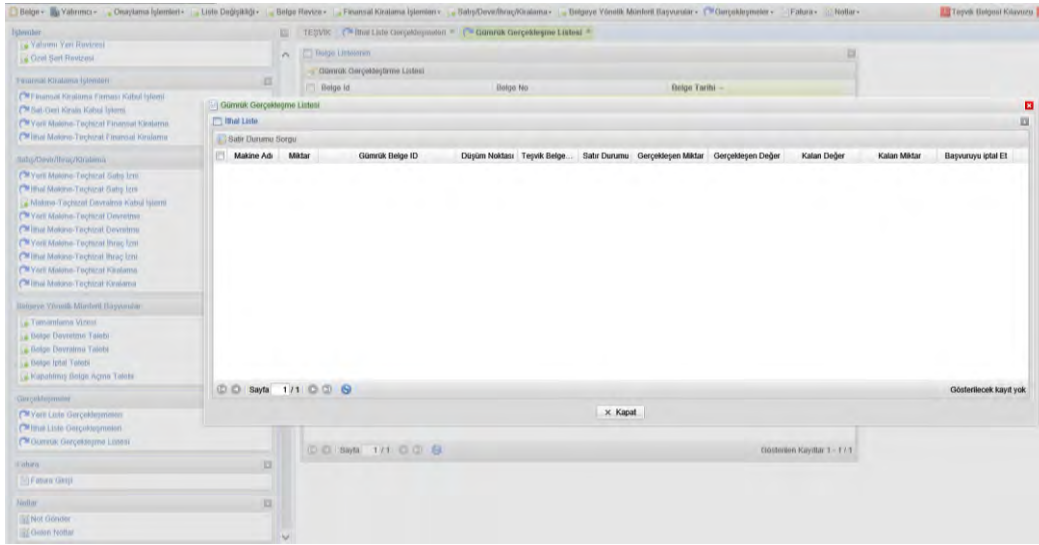 Belge Yatırımcı Onaylama İşlemleri Liste Değişikliği Belge Revize Finansal Kiralama İşlemleri Satış/Devir/İhraç/Kiralama Belgeye Yönelik Münferit Başvurular Gerçekleşmeler Fatura Notlar Teşvik Belgesi Kılavuzu
İşlemler
TEŞVİK İthal Liste Gerçekleşmeleri Gümrük Gerçekleşme Listesi
Yatırım Yeri Revizesi
Özel Şart Revizesi
Belge Listeleme
Gümrük Gerçekleştirme Listesi
Belge Id Belge No Belge Tarihi
Finansal Kiralama İşlemleri
Finansal Kiralama Firması Kabul İşlemi
Sat Geri Kirala Kabul İşlemi
Yerli Makine-Teçhizat Finansal Kiralama
İthal Makine-Teçhizat Finansal Kiralama
Satış/Devir/İhraç/Kiralama
Yerli Makine-Teçhizat Satış İzni
İthal Makine-Teçhizat Satış İzni
Makine-Teçhizat Devralma Kabul İşlemi
Yerli Makine-Teçhizat Devretme
İthal Makine-Teçhizat Devretme
Yerli Makine-Teçhizat İhraç İzni
İthal Makine-Teçhizat İhraç İzni
Yerli Makine-Teçhizat Kiralama
İthal Makine-Teçhizat Kiralama
Belgeye Yönelik Münferit Başvurular
Tamamlama Vizesi
Belge Devretme Talebi
Belge Devralma Talebi
Belge İptal Talebi
Kapatılmış Belge Açma Talebi
Gerçekleşmeler
Yerli Liste Gerçekleşmeleri
İthal Liste Gerçekleşmeleri
Gümrük Gerçekleşme Listesi
Fatura
Fatura Girişi
Notlar
Not Gönder
Gelen Notlar
Gümrük Gerçekleşme Listesi
İthal Liste
Satır Durumu Sorgu
Makine Adı Miktar Gümrük Belge ID Düşüm Noktası Teşvik Belge... Satır Durumu Gerçekleşen Miktar Gerçekleşen Değer Kalan Değer Kalan Miktar Başvuruyu İptal Et
Sayfa 1 / 1 Gösterilecek kayıt yok
Kapat
Sayfa 1 / 1 Gösterilen Kayıtlar 1 - 1 / 1